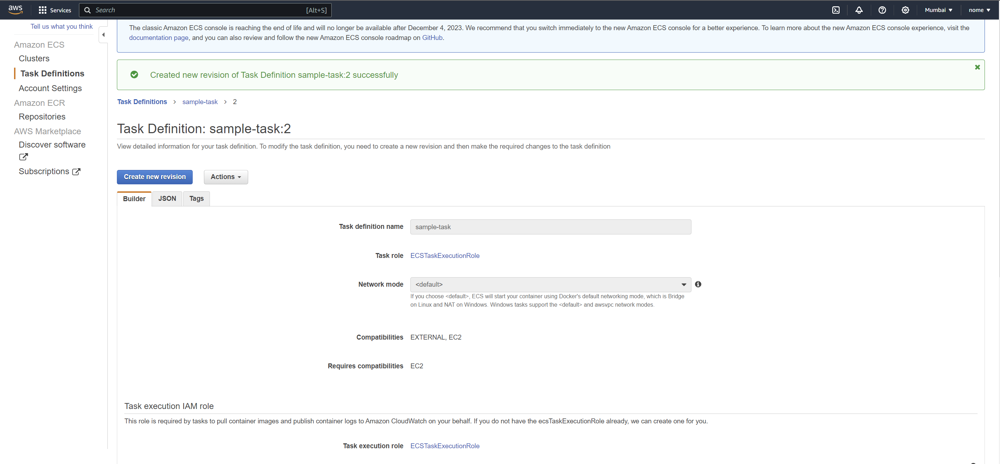 aws
Services
Search
[Alt+S]
Mumbai
nome
Tell us what you think
Amazon ECS
Clusters
Task Definitions
Account Settings
Amazon ECR
Repositories
AWS Marketplace
Discover software
Subscriptions
The classic Amazon ECS console is reaching the end of life and will no longer be available after December 4, 2023. We recommend that you switch immediately to the new Amazon ECS console for a better experience. To learn more about the new Amazon ECS console experience, visit the
documentation page, and you can also review and follow the new Amazon ECS console roadmap on GitHub.
Created new revision of Task Definition sample-task:2 successfully
Task Definitions > sample-task > 2
Task Definition: sample-task:2
View detailed information for your task definition. To modify the task definition, you need to create a new revision and then make the required changes to the task definition
Create new revision
Actions
Builder
JSON
Tags
Task definition name sample-task
Task role ECSTaskExecutionRole
Network mode <default>
If you choose <default>, ECS will start your container using Docker's default networking mode, which is Bridge
on Linux and NAT on Windows. Windows tasks support the <default> and awsvpc network modes.
Compatibilities EXTERNAL, EC2
Requires compatibilities EC2
Task execution IAM role
This role is required by tasks to pull container images and publish container logs to Amazon CloudWatch on your behalf. If you do not have the ecsTaskExecutionRole already, we can create one for you.
Task execution role ECSTaskExecutionRole